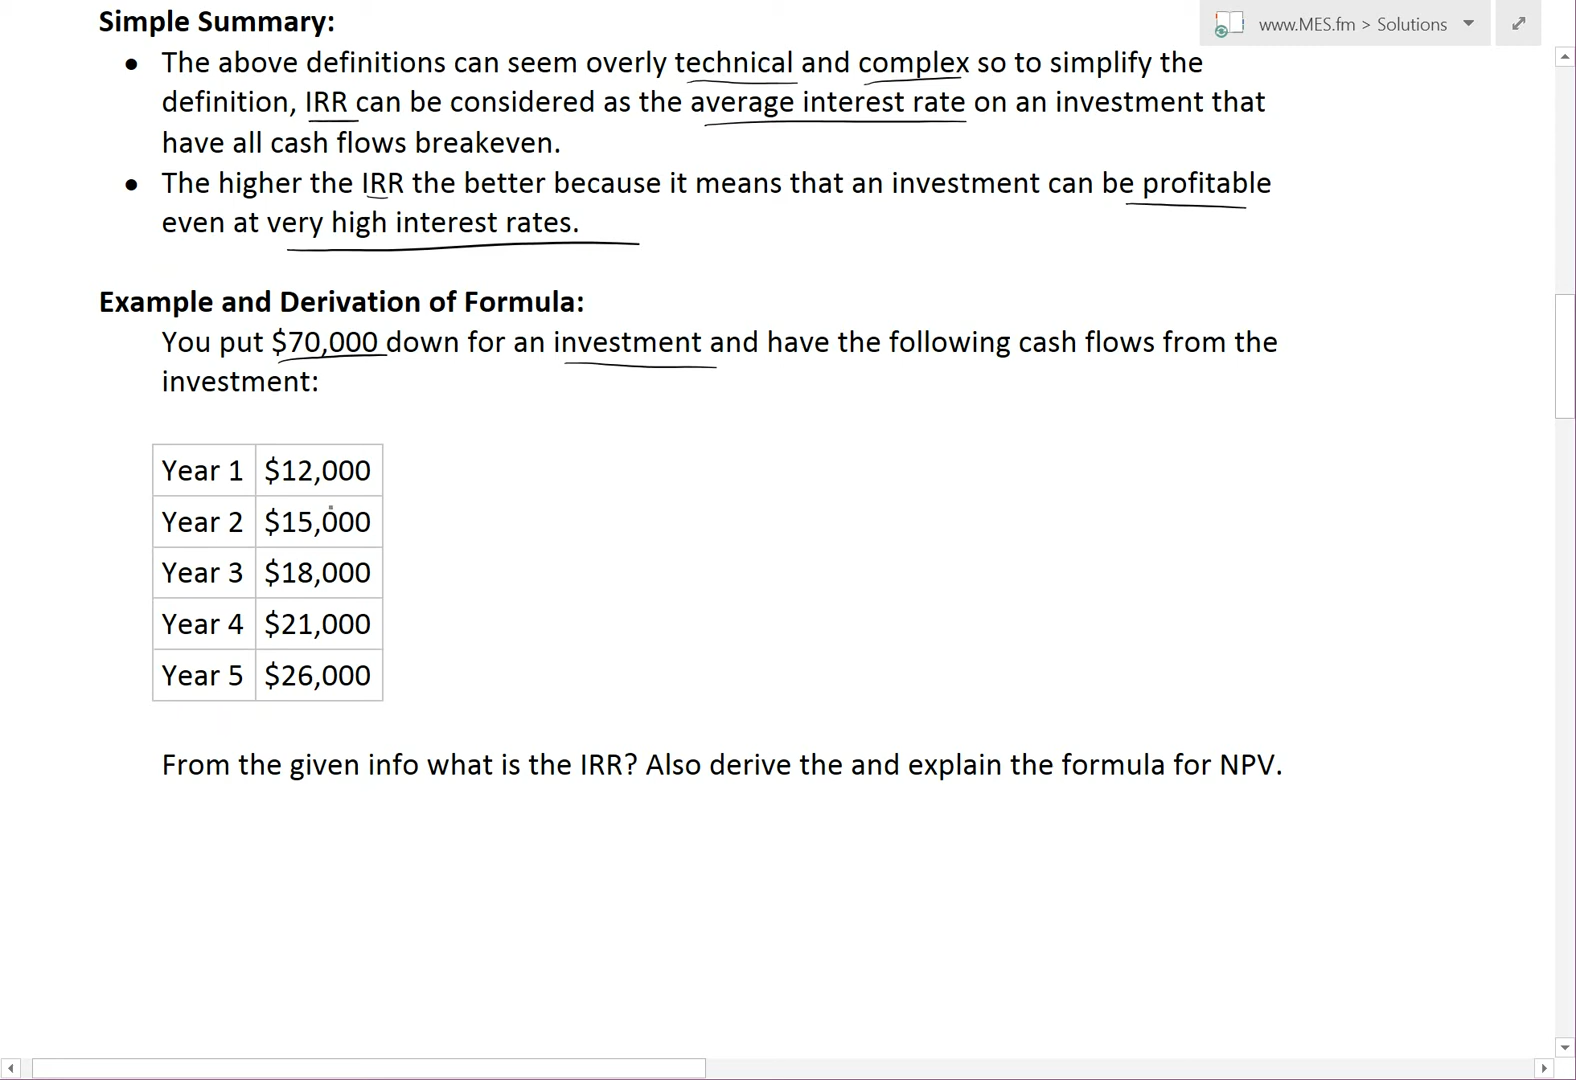 Simple Summary:
www.MES.fm > Solutions
• The above definitions can seem overly technical and complex so to simplify the
definition, IRR can be considered as the average interest rate on an investment that
have all cash flows breakeven.
• The higher the IRR the better because it means that an investment can be profitable
even at very high interest rates.
Example and Derivation of Formula:
You put $70,000 down for an investment and have the following cash flows from the
investment:
Year 1 $12,000
Year 2 $15,000
Year 3 $18,000
Year 4 $21,000
Year 5 $26,000
From the given info what is the IRR? Also derive the and explain the formula for NPV.